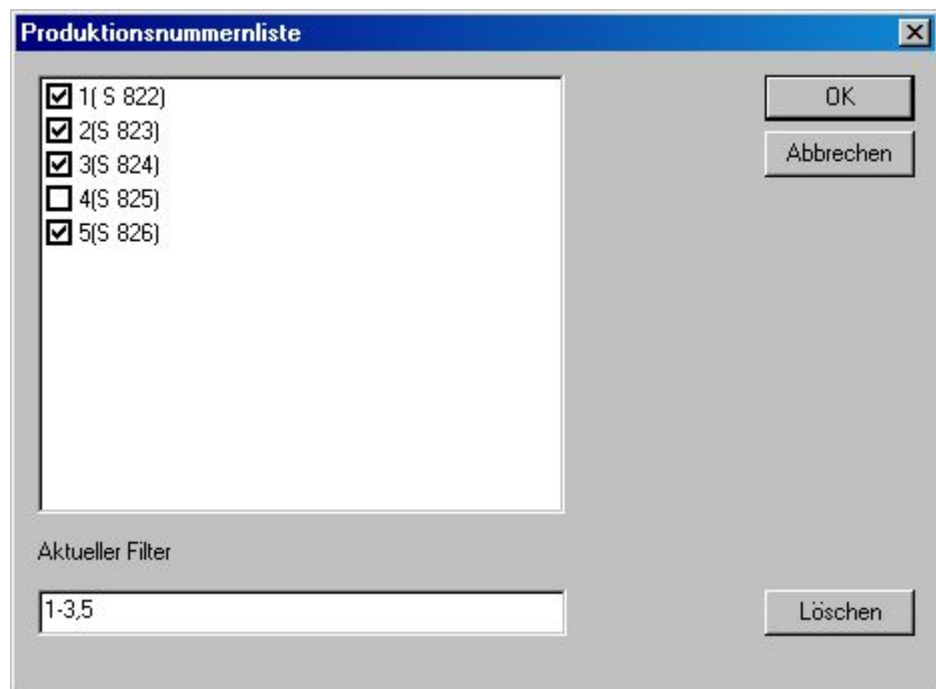 Produktionsnummernliste
1( S 822)
2(S 823)
3(S 824)
4(S 825)
5(S 826)
OK
Abbrechen
Aktueller Filter
1-3,5
Löschen